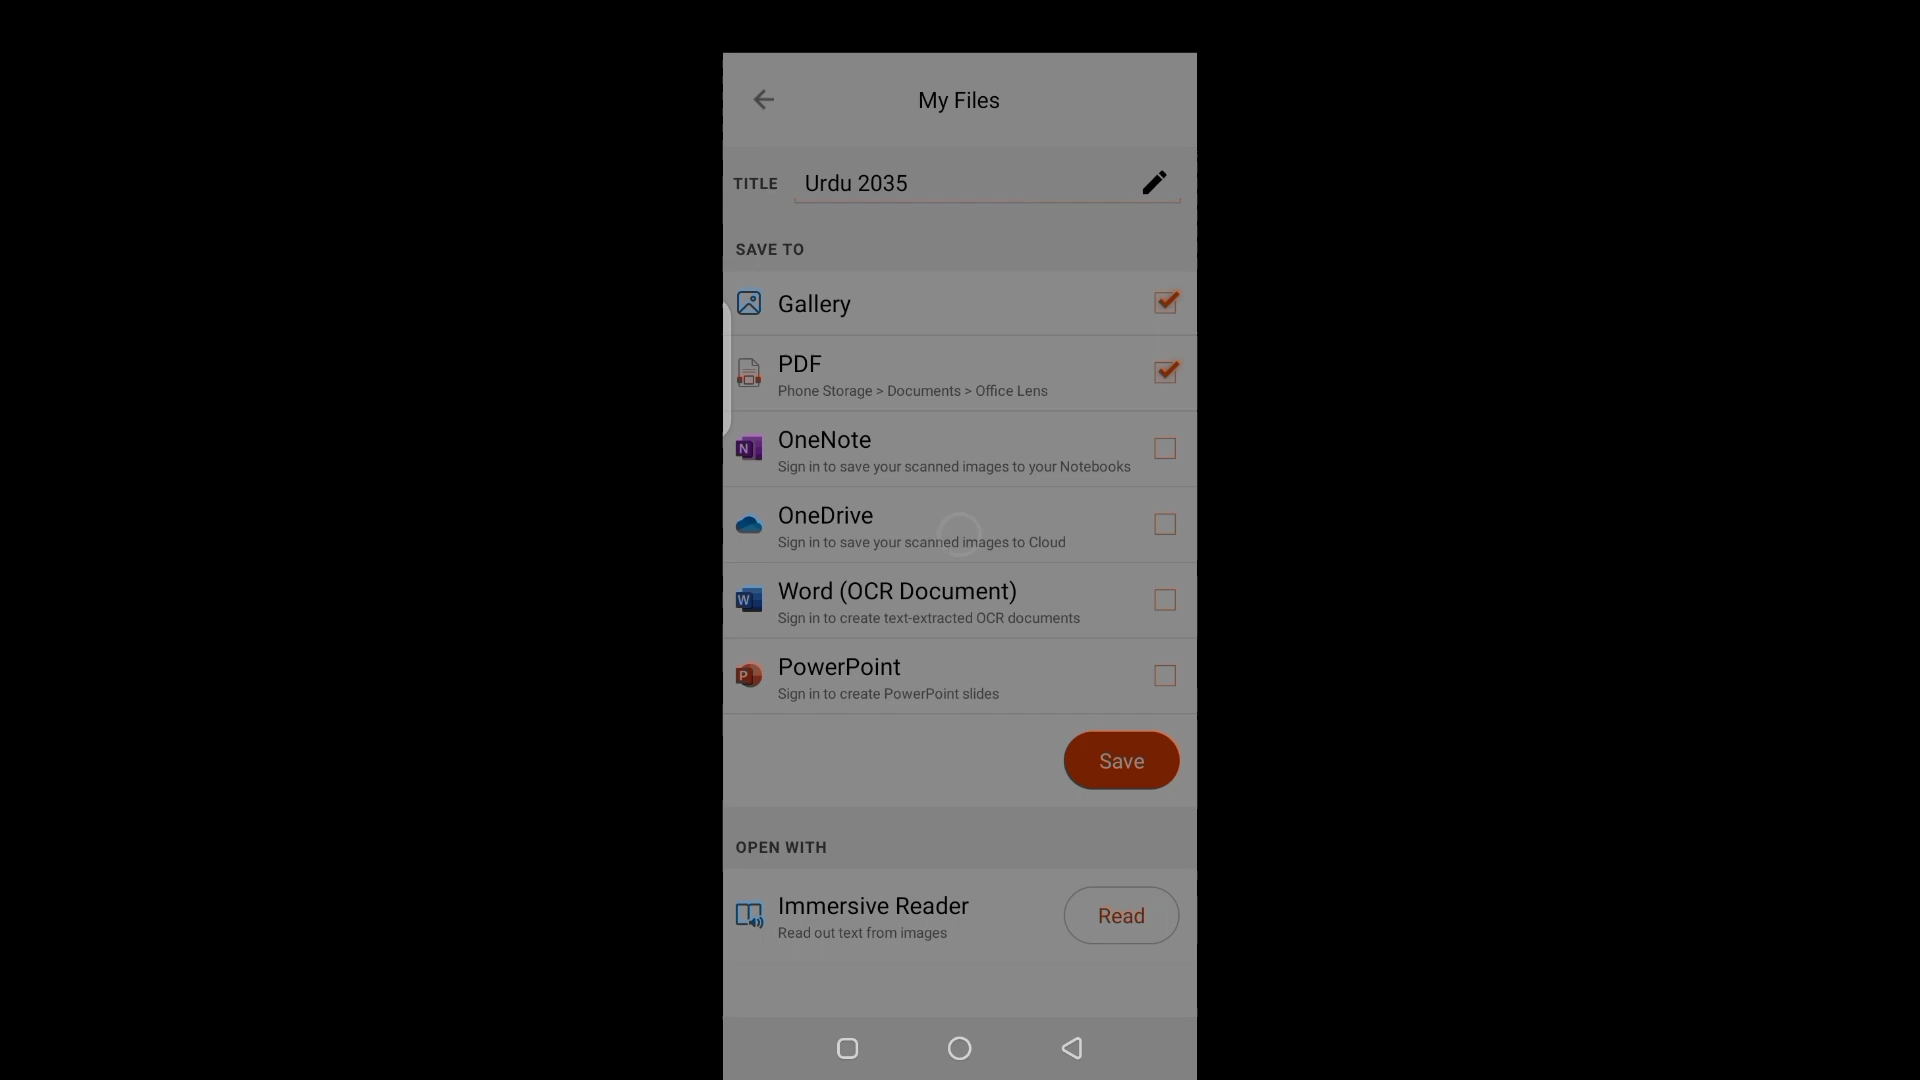 My Files
TITLE Urdu 2035
SAVE TO
Gallery
PDF
Phone Storage > Documents > Office Lens
OneNote
Sign in to save your scanned images to your Notebooks
OneDrive
Sign in to save your scanned images to Cloud
Word (OCR Document)
Sign in to create text-extracted OCR documents
PowerPoint
Sign in to create PowerPoint slides
Save
OPEN WITH
Immersive Reader
Read out text from images
Read